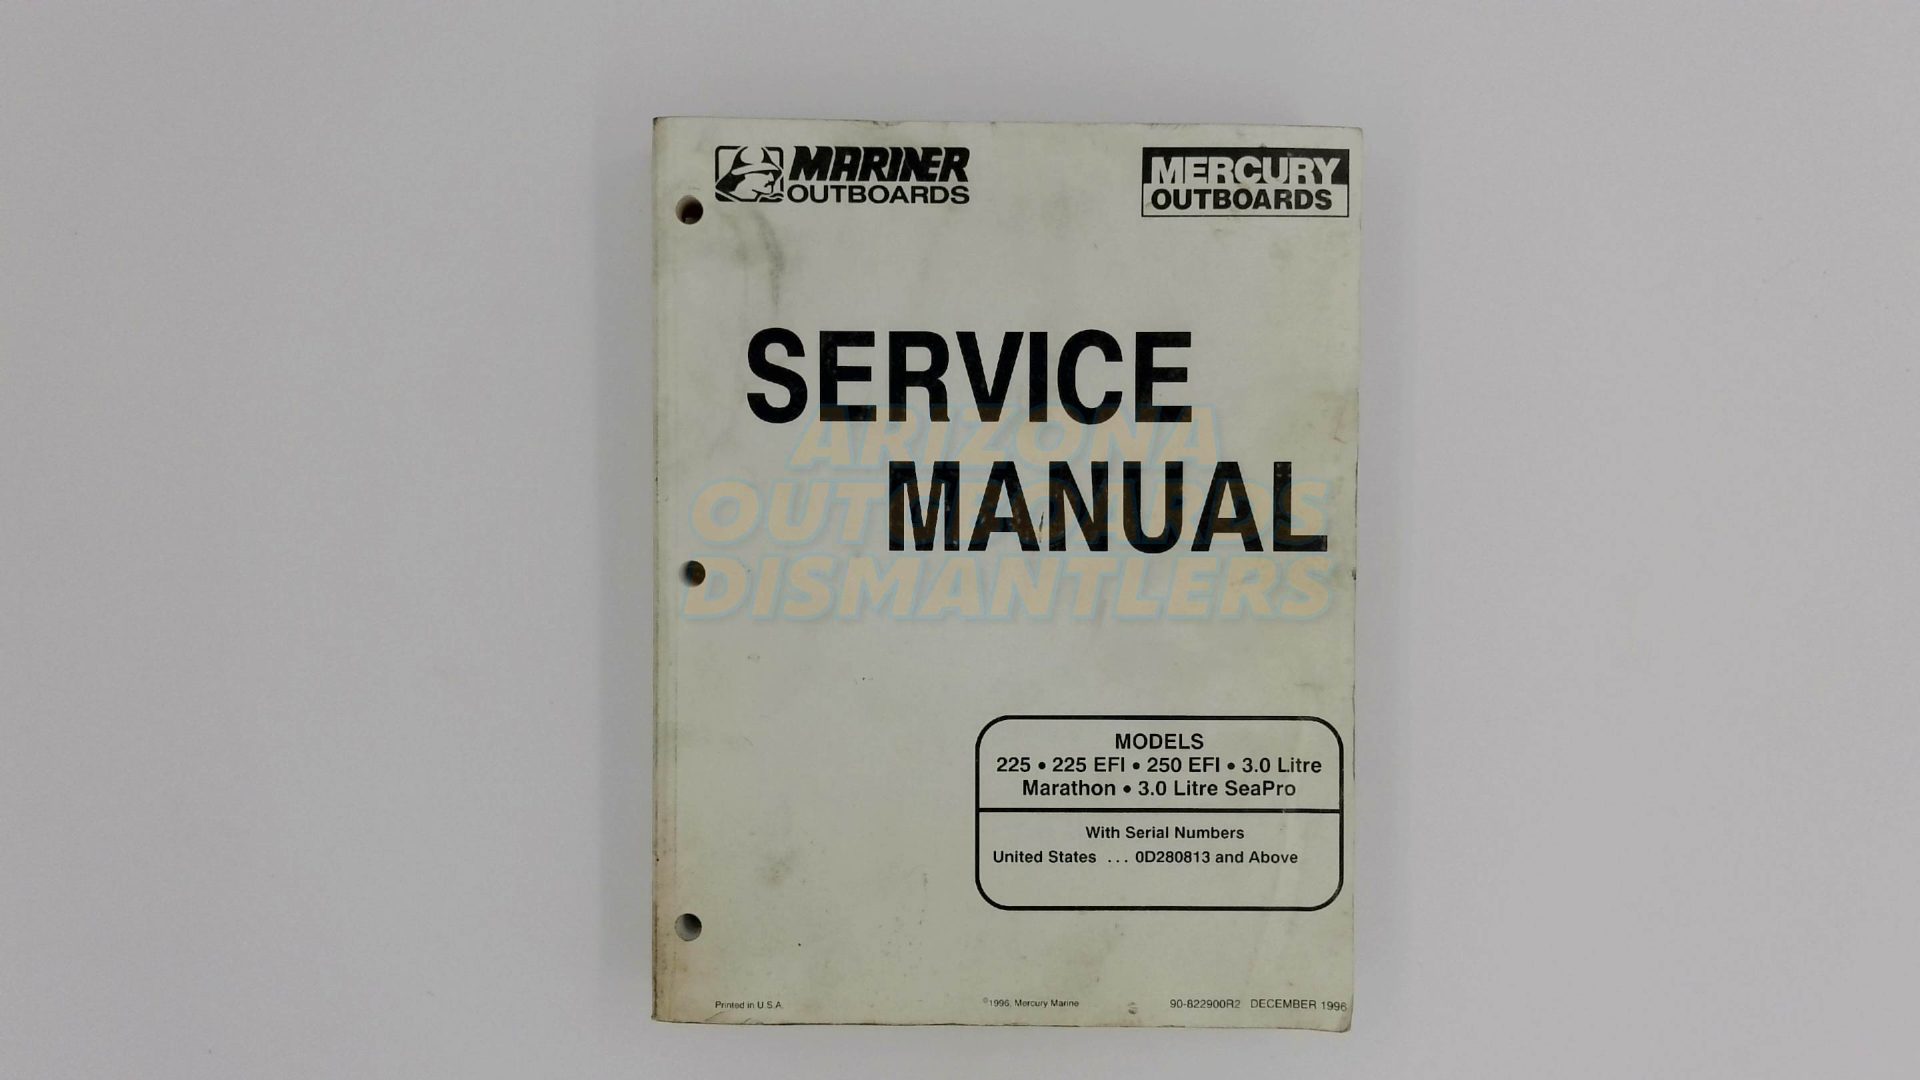 MARINER
OUTBOARDS
MERCURY
OUTBOARDS
SERVICE
MANUAL
ARIZONA
OUTBOARDS
DISMANTLERS
MODELS
225 • 225 EFI • 250 EFI • 3.0 Litre
Marathon • 3.0 Litre SeaPro
With Serial Numbers
United States ... 0D280813 and Above
Printed in U.S.A.
©1996, Mercury Marine
90-822900R2 DECEMBER 1996